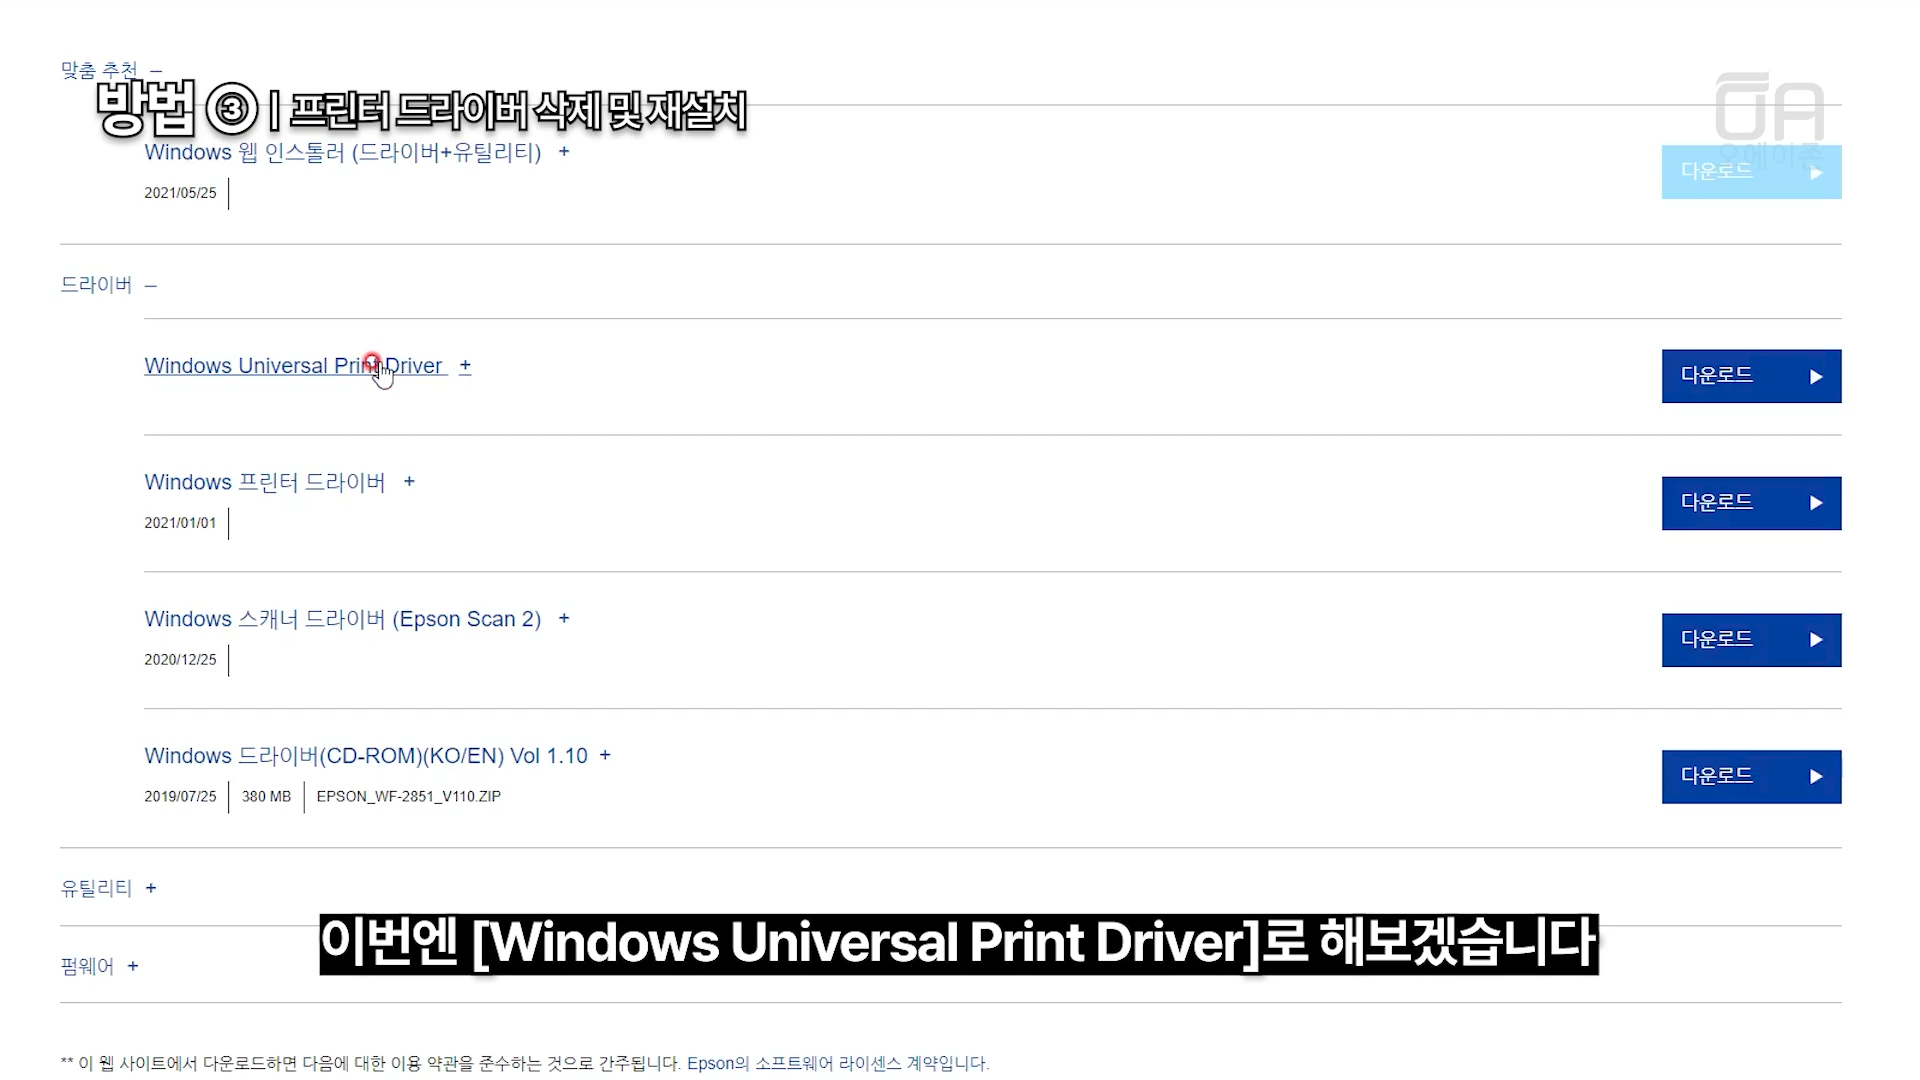 맞춤 추천 –
방법 ③ | 프린터 드라이버 삭제 및 재설치
OA
오에이존
Windows 웹 인스톨러 (드라이버+유틸리티) +
2021/05/25
다운로드
드라이버 –
Windows Universal Print Driver +
다운로드
Windows 프린터 드라이버 +
2021/01/01
다운로드
Windows 스캐너 드라이버 (Epson Scan 2) +
2020/12/25
다운로드
Windows 드라이버(CD-ROM)(KO/EN) Vol 1.10 +
2019/07/25 | 380 MB | EPSON_WF-2851_V110.ZIP
다운로드
유틸리티 +
이번엔 [Windows Universal Print Driver]로 해보겠습니다
펌웨어 +
** 이 웹 사이트에서 다운로드하면 다음에 대한 이용 약관을 준수하는 것으로 간주됩니다. Epson의 소프트웨어 라이센스 계약입니다.